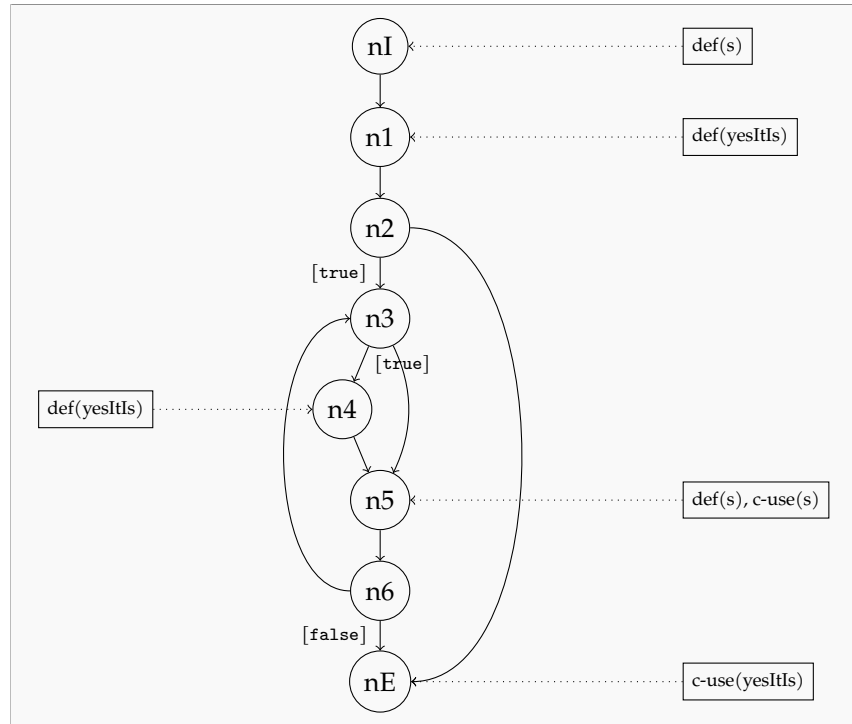 nI
def(s)
n1
def(yesItIs)
n2
[true]
n3
[true]
def(yesItIs)
n4
n5
def(s), c-use(s)
n6
[false]
nE
c-use(yesItIs)